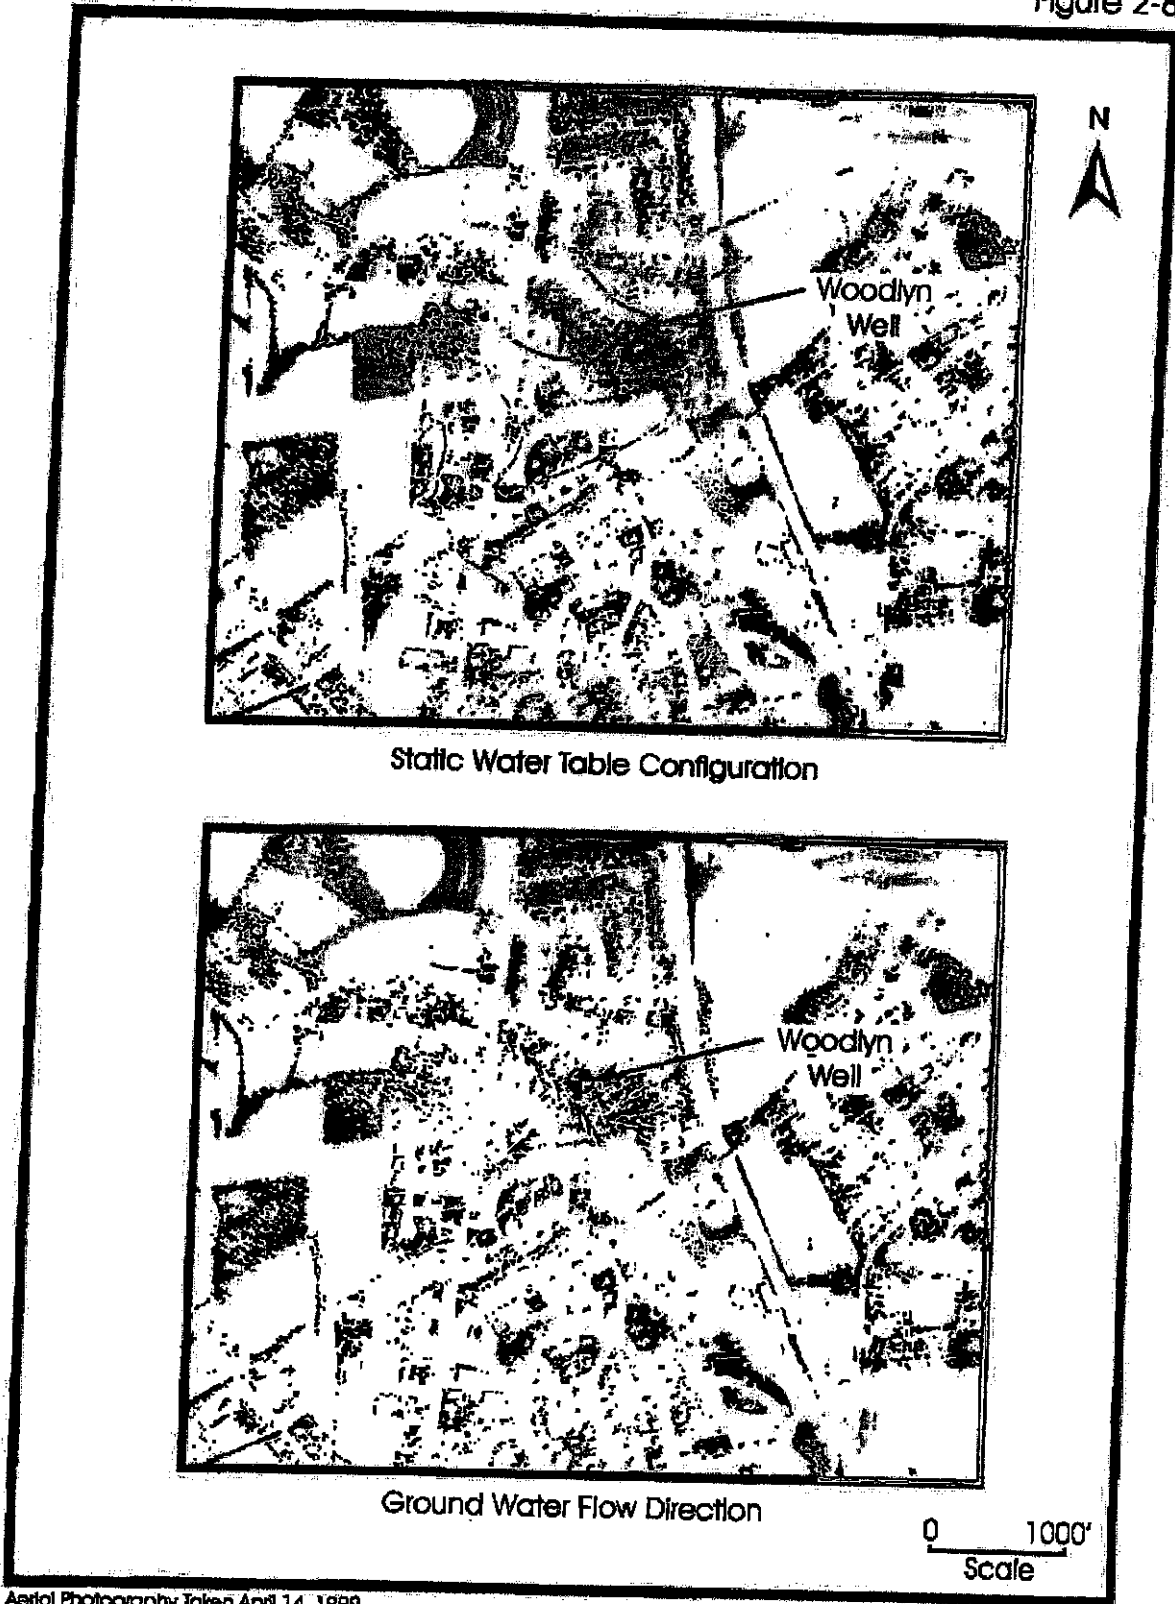 Figure 2-8
N
Woodlyn
Well
Static Water Table Configuration
Woodlyn
Well
Ground Water Flow Direction
0 1000'
Scale
Aerial Photography Taken April 14, 1999